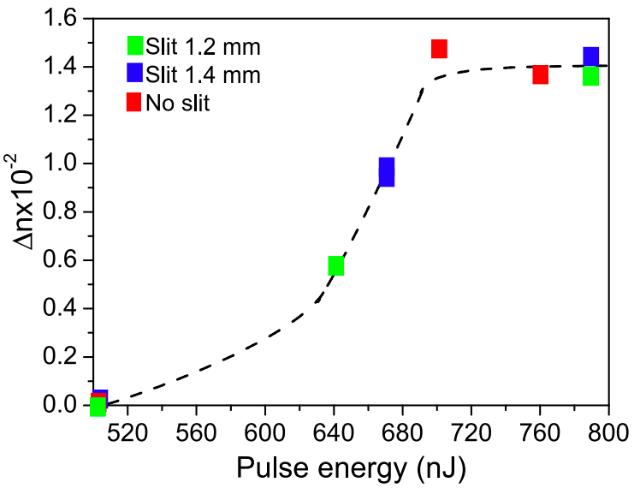 1.6
1.4
1.2
1.0
0.8
0.6
0.4
0.2
0.0
Δnx10⁻²
Slit 1.2 mm
Slit 1.4 mm
No slit
520 560 600 640 680 720 760 800
Pulse energy (nJ)